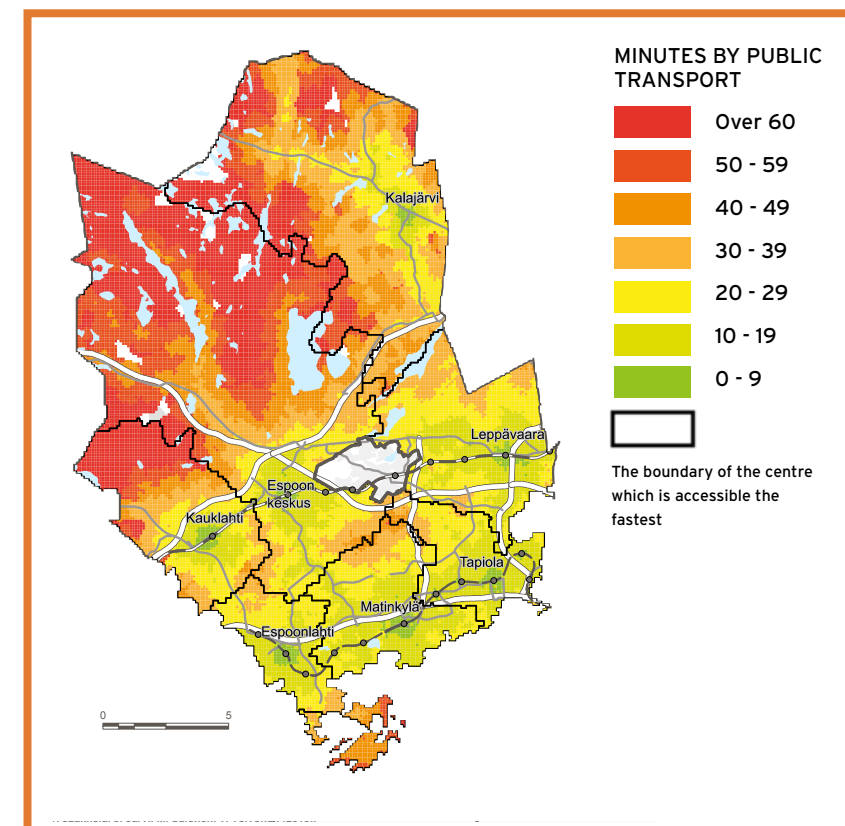 MINUTES BY PUBLIC
TRANSPORT
Over 60
50 - 59
40 - 49
30 - 39
20 - 29
10 - 19
0 - 9
The boundary of the centre
which is accessible the
fastest
Kalajärvi
Leppävaara
Espoon
keskus
Kauklahti
Tapiola
Matinkylä
Espoonlahti
0 5